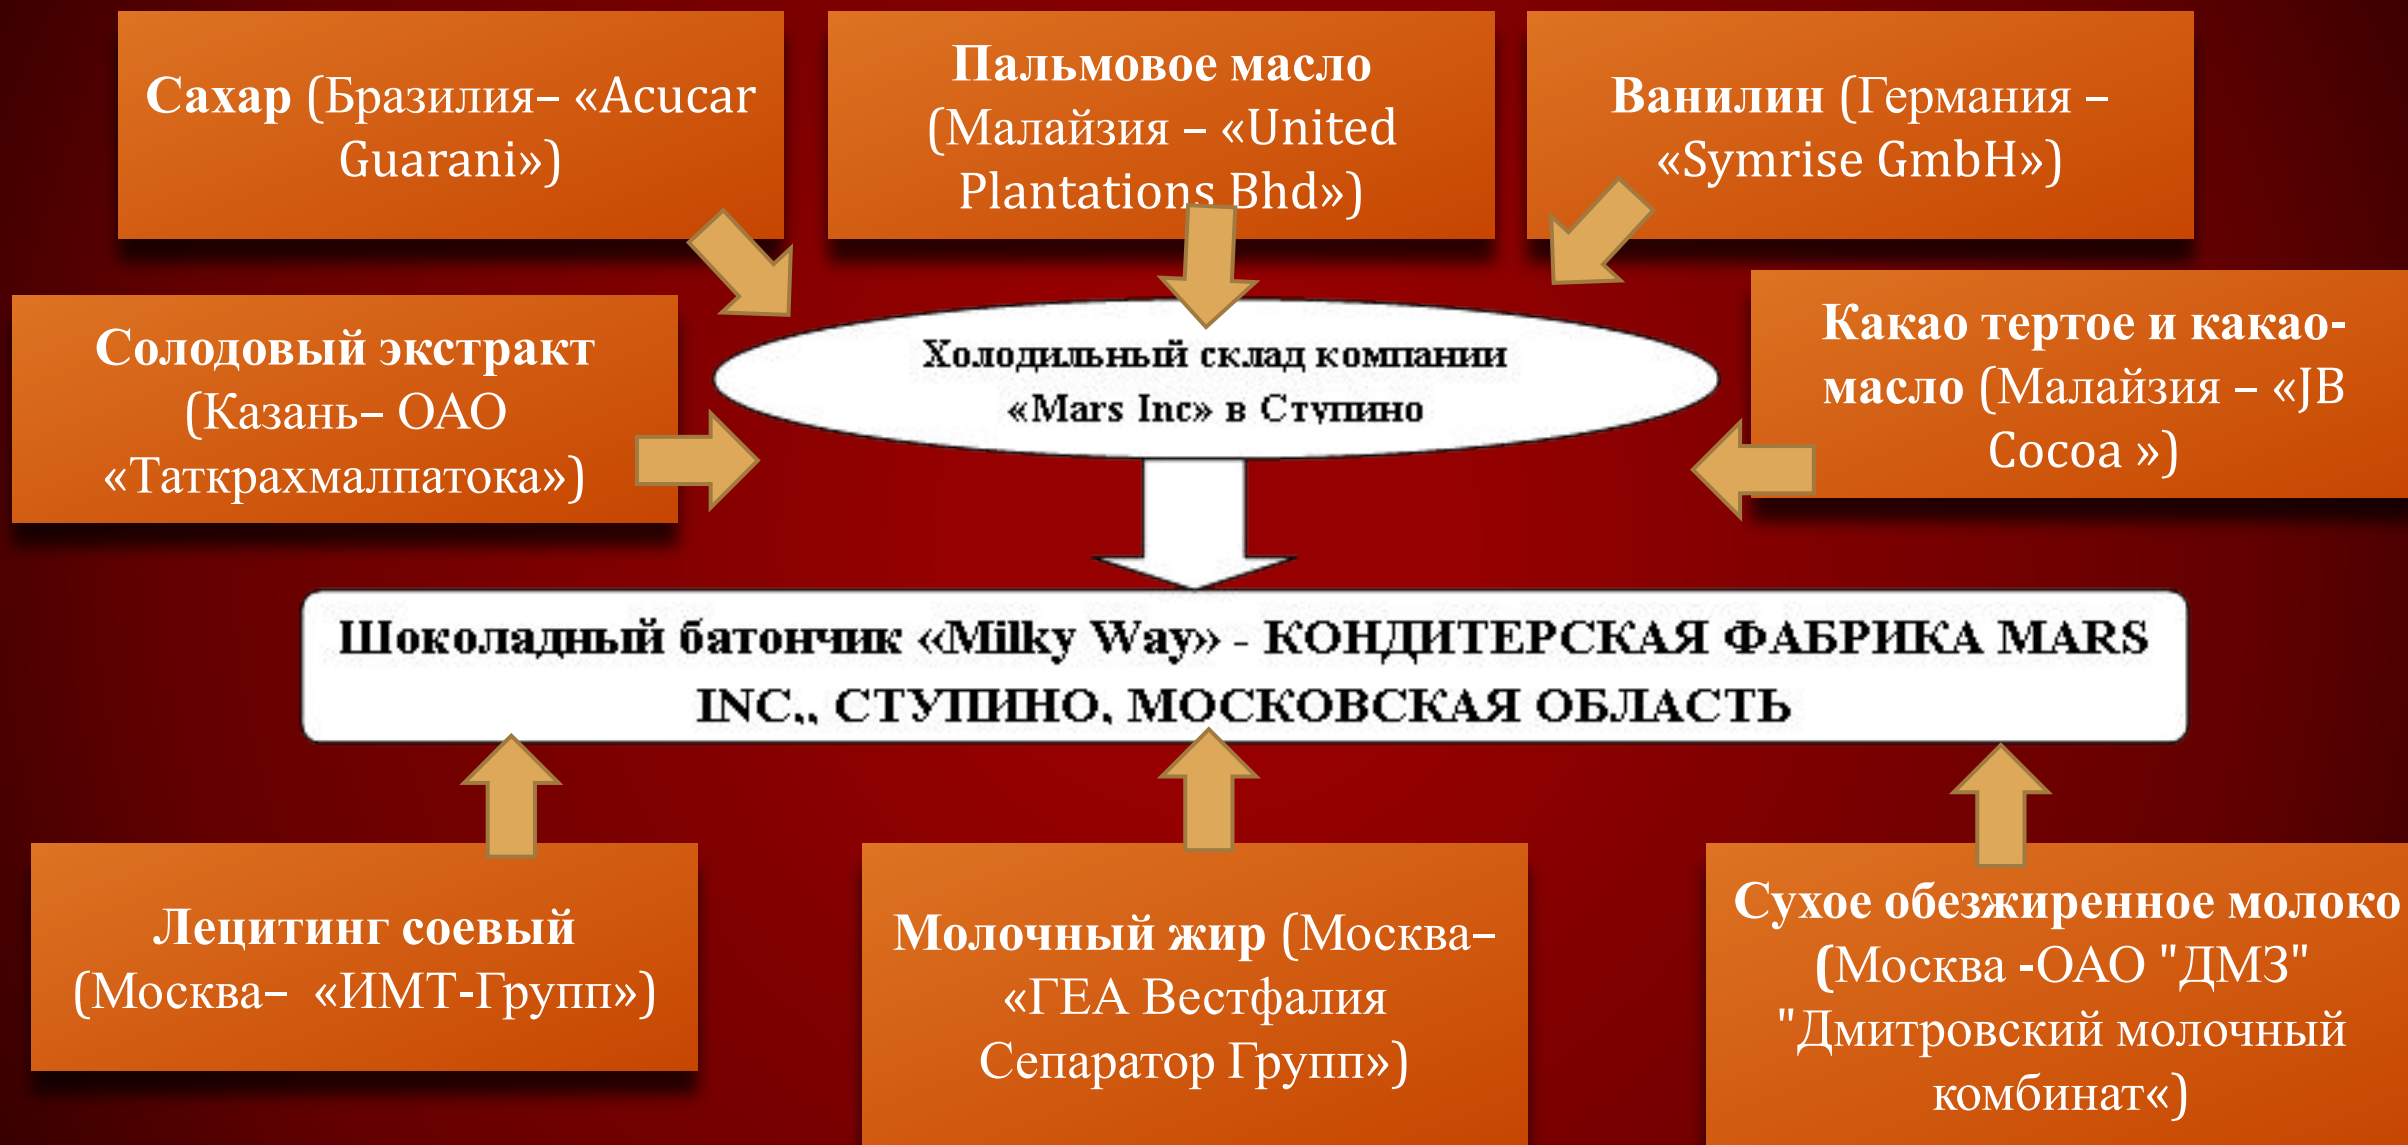 Сахар (Бразилия– «Acucar
Guarani»)
Пальмовое масло
(Малайзия – «United
Plantations Bhd»)
Ванилин (Германия –
«Symrise GmbH»)
Солодовый экстракт
(Казань– ОАО
«Таткрахмалпатока»)
Холодильный склад компании
«Mars Inc» в Ступино
Какао тертое и какао-
масло (Малайзия – «JB
Cocoa »)
Шоколадный батончик «Milky Way» - КОНДИТЕРСКАЯ ФАБРИКА MARS
INC., СТУПИНО, МОСКОВСКАЯ ОБЛАСТЬ
Лецитинг соевый
(Москва– «ИМТ-Групп»)
Молочный жир (Москва–
«ГЕА Вестфалия
Сепаратор Групп»)
Сухое обезжиренное молоко
(Москва -ОАО "ДМЗ"
"Дмитровский молочный
комбинат«)